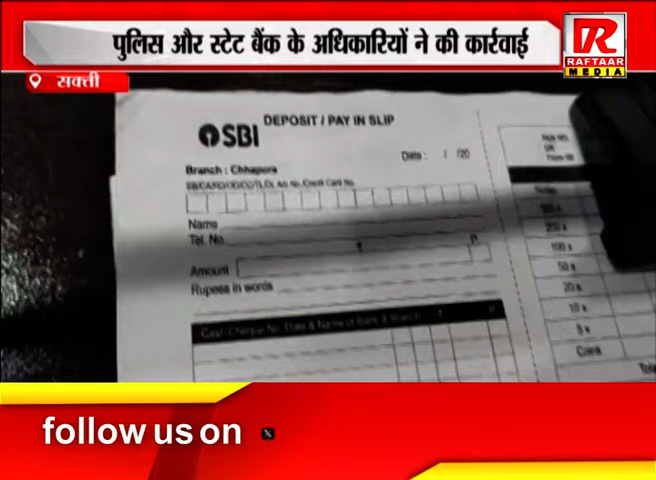 पुलिस और स्टेट बैंक के अधिकारियों ने की कार्रवाई
R
RAFTAAR
MEDIA
सक्ती
DEPOSIT / PAY IN SLIP
SBI
Date : / /20
Branch : Chhapora
Name
Tel. No
Amount
Rupees in words
200 x
100 x
50 x
20 x
10 x
5 x
Coins
follow us on X